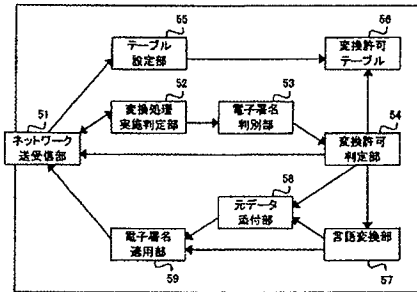 55
テーブル
設定部
56
変換許可
テーブル
52
変換処理
実施判定部
53
電子署名
判別部
51
ネットワーク
送受信部
54
変換許可
判定部
58
元データ
添付部
電子署名
適用部
59
言語変換部
57